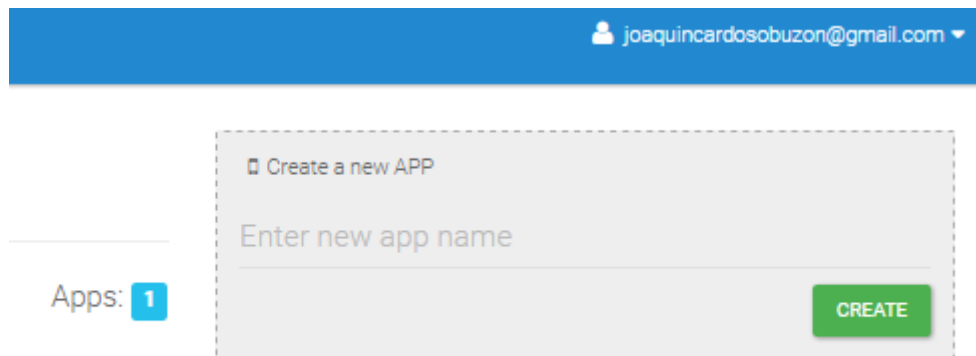 joaquincardosobuzon@gmail.com
Create a new APP
Enter new app name
Apps: 1
CREATE